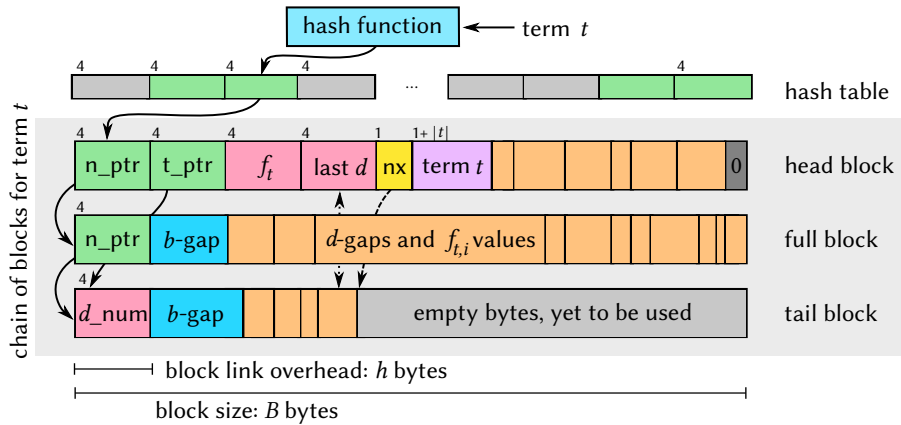 hash function
term t
4 4 4 4 4
...
hash table
chain of blocks for term t
4 4 4 4 1 1+ |t|
n_ptr t_ptr f_t last d nx term t 0
head block
n_ptr b-gap d-gaps and f_{t,i} values
full block
4
d_num b-gap empty bytes, yet to be used
tail block
block link overhead: h bytes
block size: B bytes